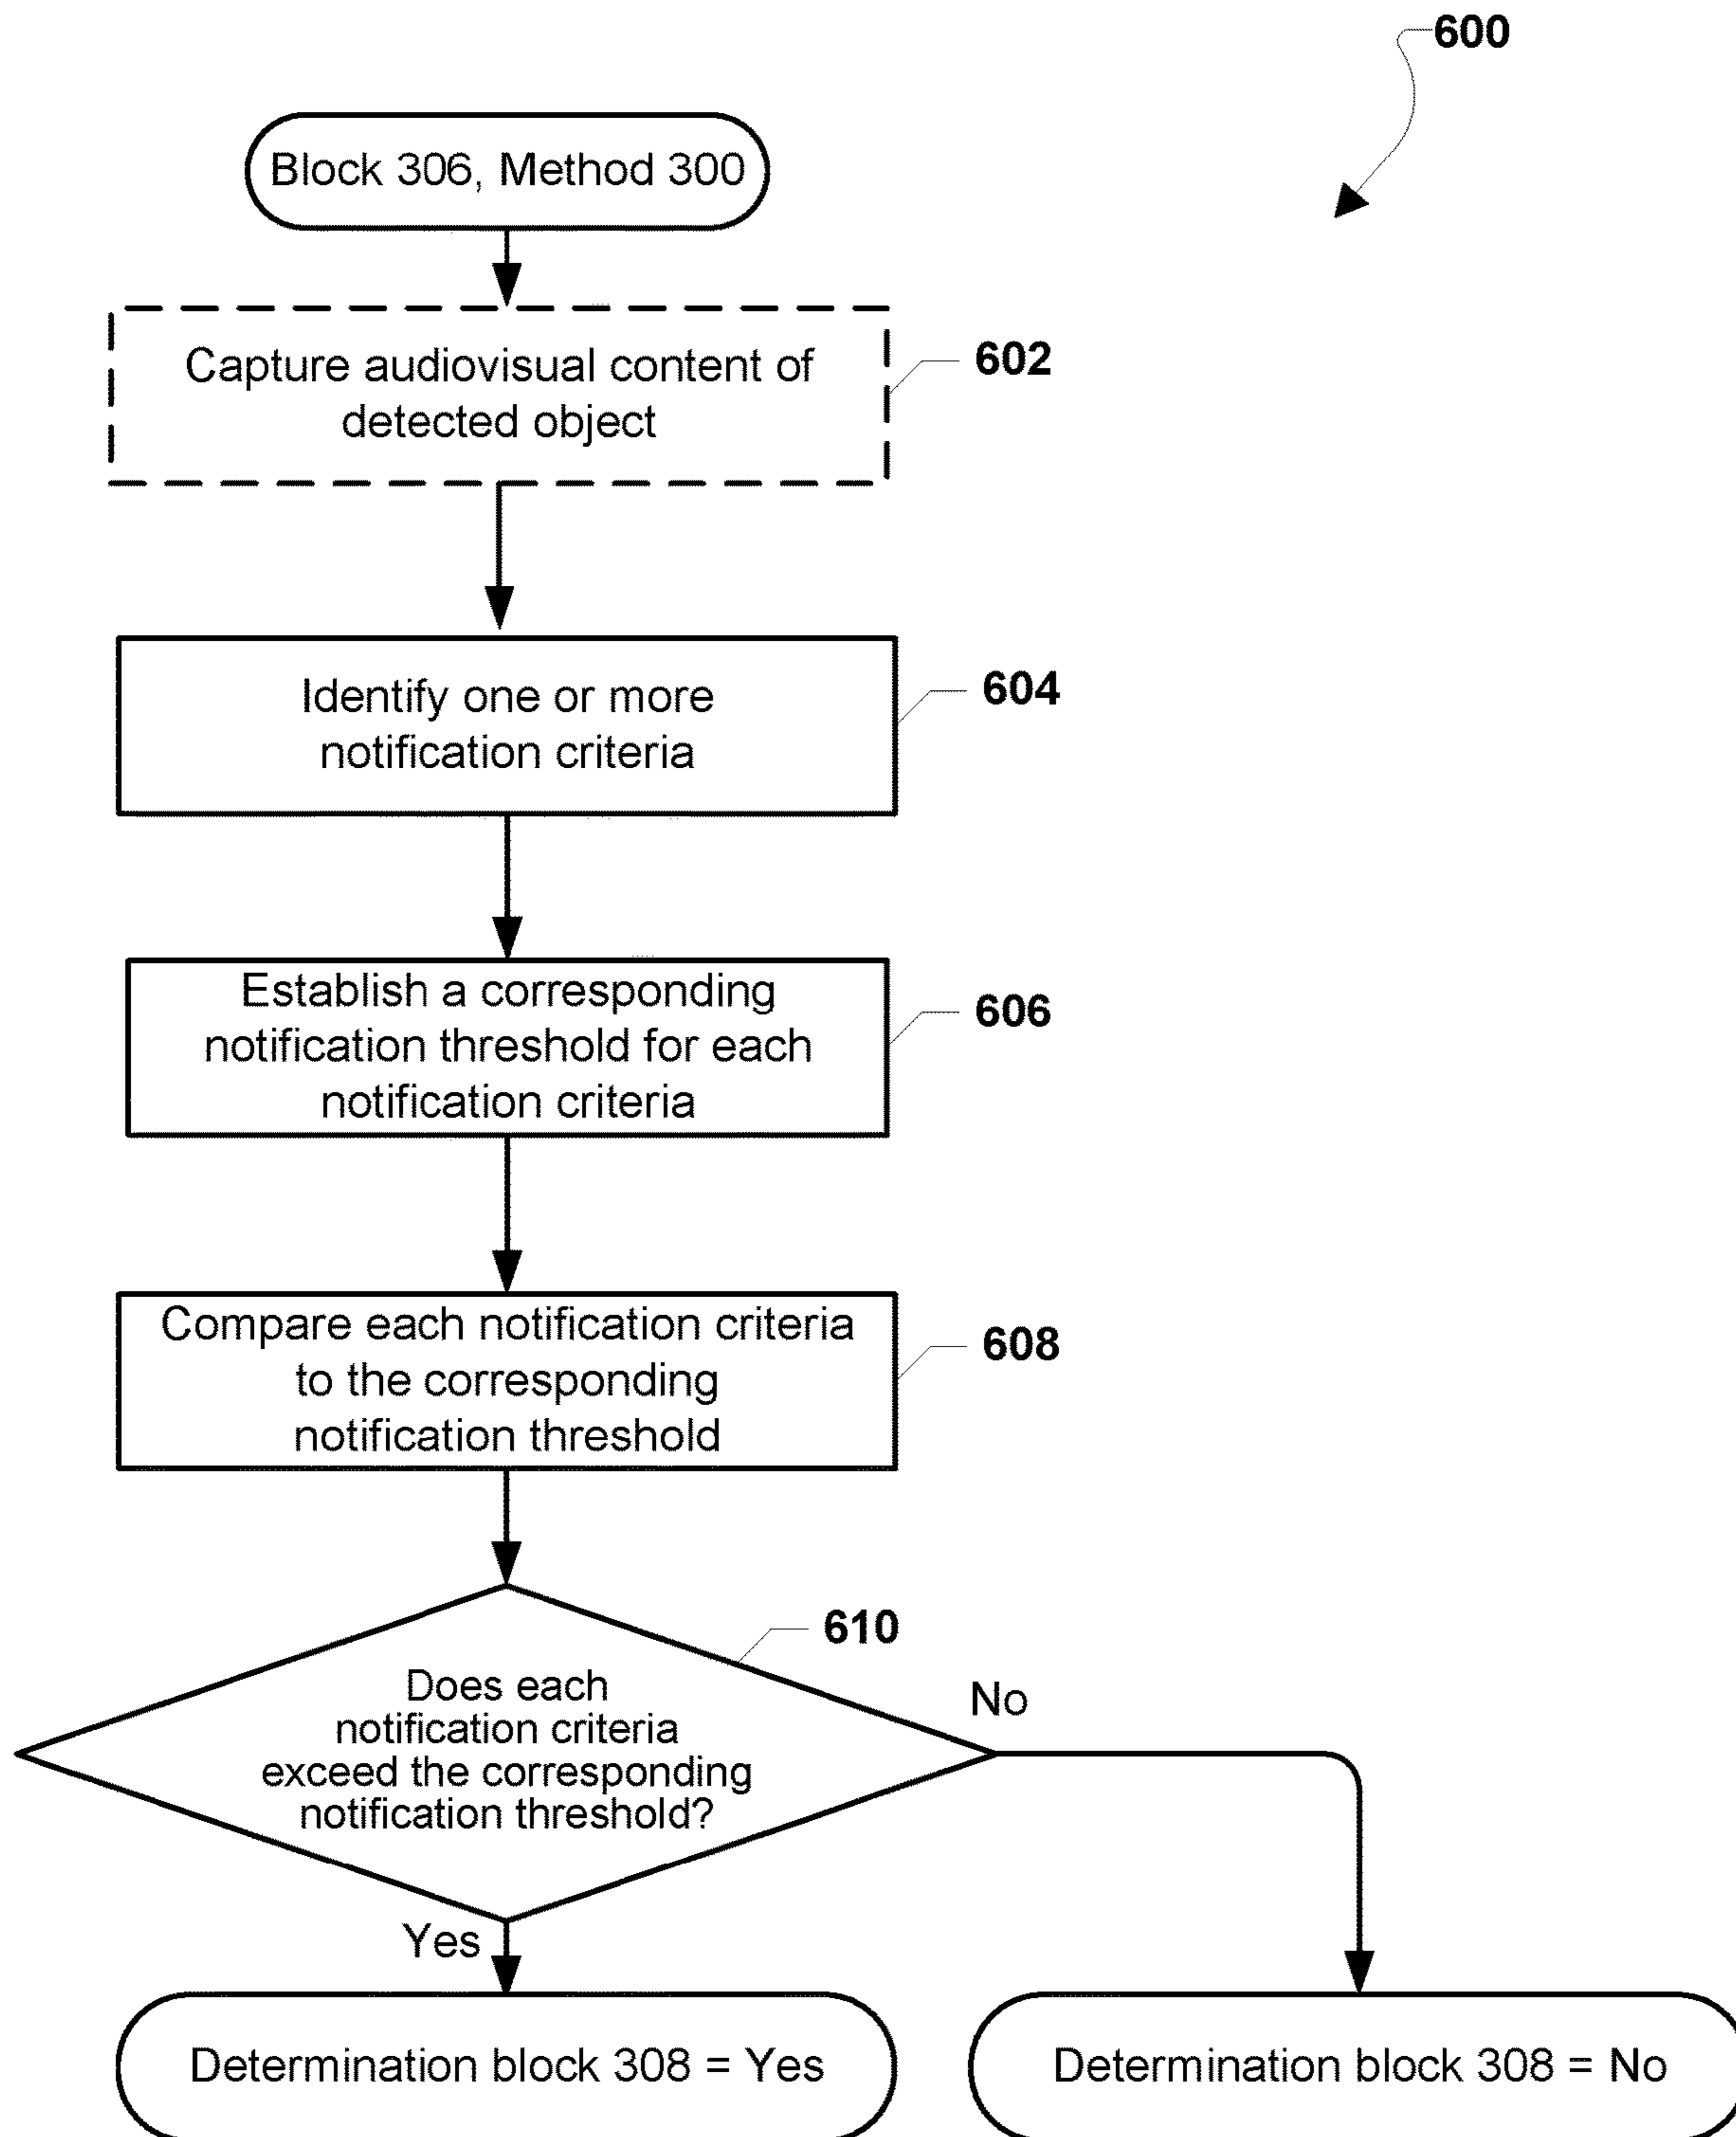 600
Block 306, Method 300
Capture audiovisual content of
detected object
602
Identify one or more
notification criteria
604
Establish a corresponding
notification threshold for each
notification criteria
606
Compare each notification criteria
to the corresponding
notification threshold
608
610
Does each
notification criteria
exceed the corresponding
notification threshold?
No
Yes
Determination block 308 = Yes
Determination block 308 = No